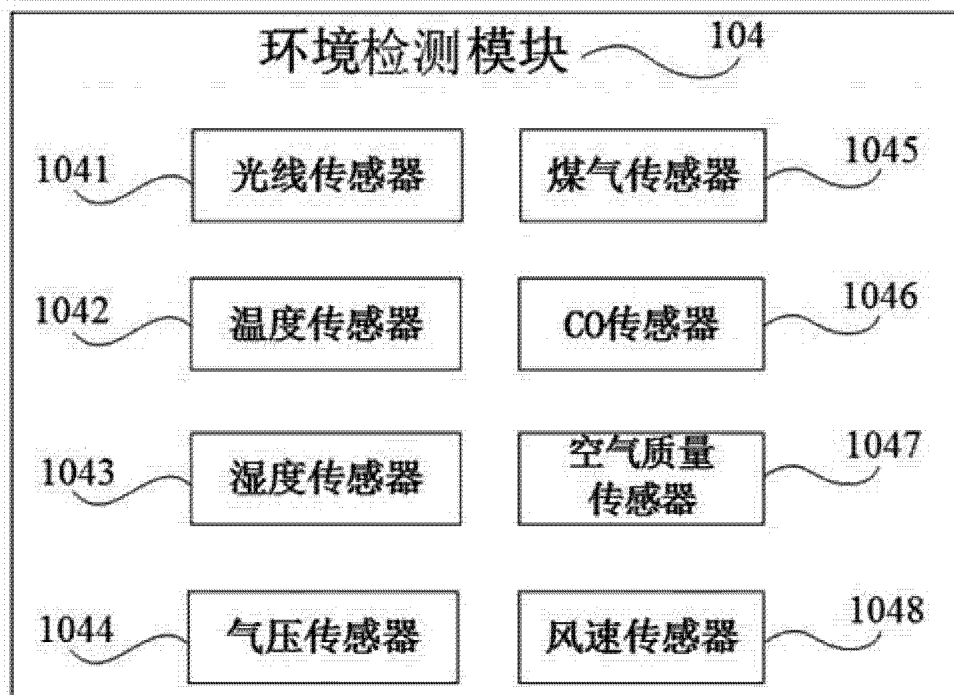 环境检测模块 104
1041 光线传感器 煤气传感器 1045
1042 温度传感器 CO传感器 1046
1043 湿度传感器 空气质量 1047
传感器
1044 气压传感器 风速传感器 1048